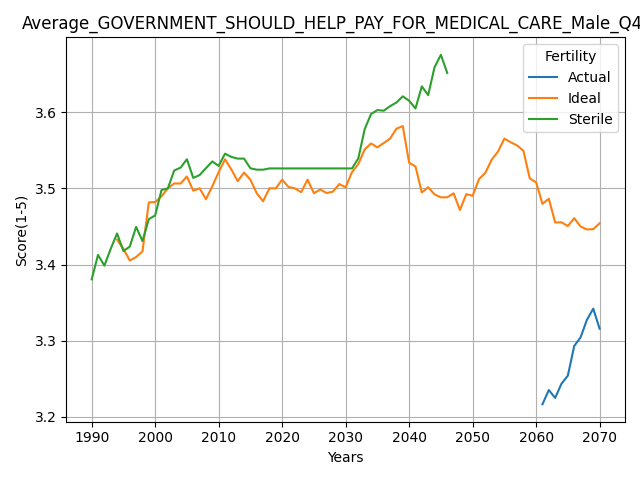 Average_GOVERNMENT_SHOULD_HELP_PAY_FOR_MEDICAL_CARE_Male_Q4
Fertility
Actual
Ideal
Sterile
Score(1-5)
3.6
3.5
3.4
3.3
3.2
1990 2000 2010 2020 2030 2040 2050 2060 2070
Years